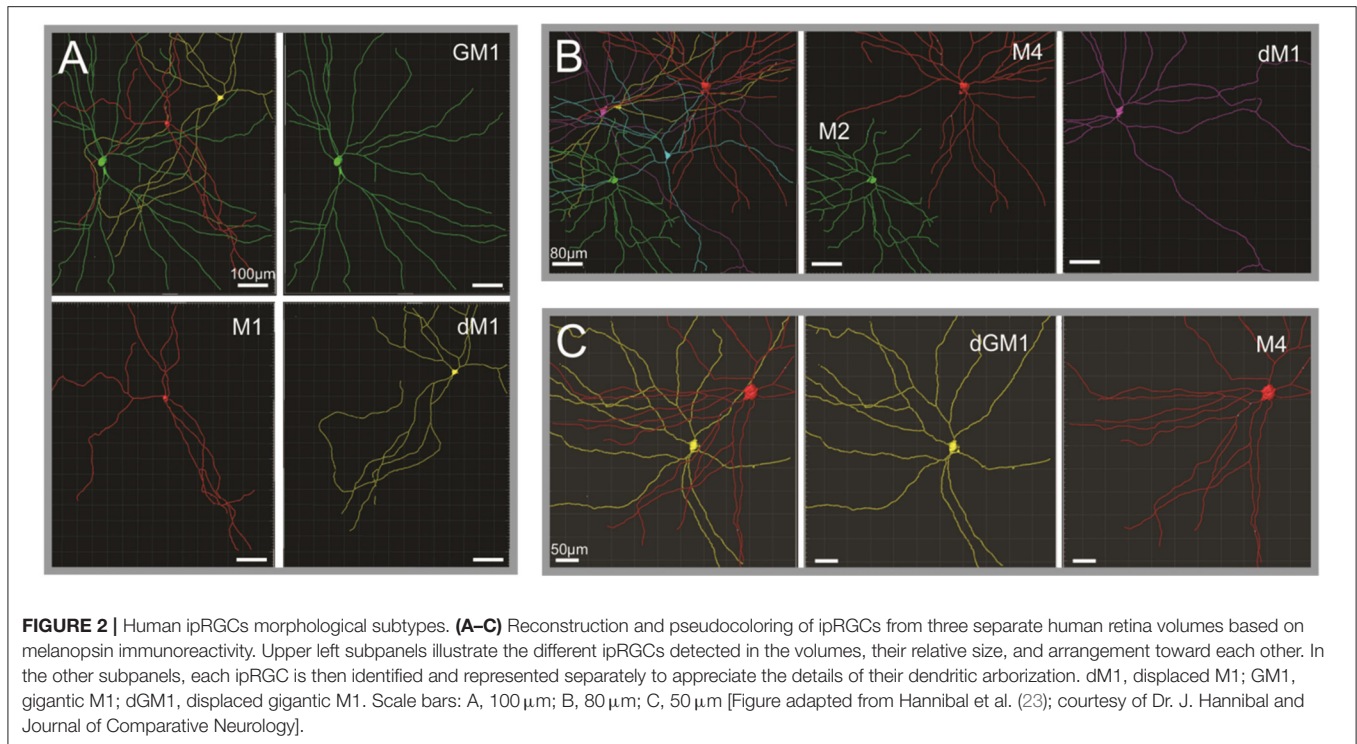 A
GM1
100µm
M1
dM1
B
M4
dM1
M2
80µm
C
dGM1
M4
50µm
FIGURE 2 | Human ipRGCs morphological subtypes. (A–C) Reconstruction and pseudocoloring of ipRGCs from three separate human retina volumes based on
melanopsin immunoreactivity. Upper left subpanels illustrate the different ipRGCs detected in the volumes, their relative size, and arrangement toward each other. In
the other subpanels, each ipRGC is then identified and represented separately to appreciate the details of their dendritic arborization. dM1, displaced M1; GM1,
gigantic M1; dGM1, displaced gigantic M1. Scale bars: A, 100 µm; B, 80 µm; C, 50 µm [Figure adapted from Hannibal et al. (23); courtesy of Dr. J. Hannibal and
Journal of Comparative Neurology].